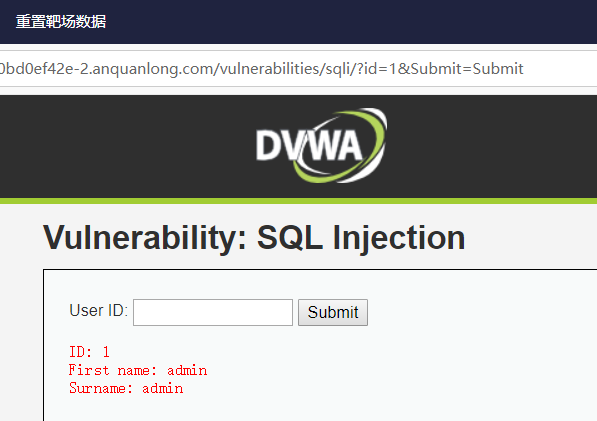 重置靶场数据
0bd0ef42e-2.anquanlong.com/vulnerabilities/sqli/?id=1&Submit=Submit
DVWA
Vulnerability: SQL Injection
User ID: Submit
ID: 1
First name: admin
Surname: admin